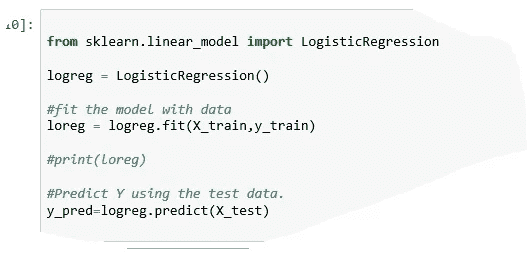 0]:
from sklearn.linear_model import LogisticRegression
logreg = LogisticRegression()
#fit the model with data
loreg = logreg.fit(X_train,y_train)
#print(loreg)
#Predict Y using the test data.
y_pred=logreg.predict(X_test)